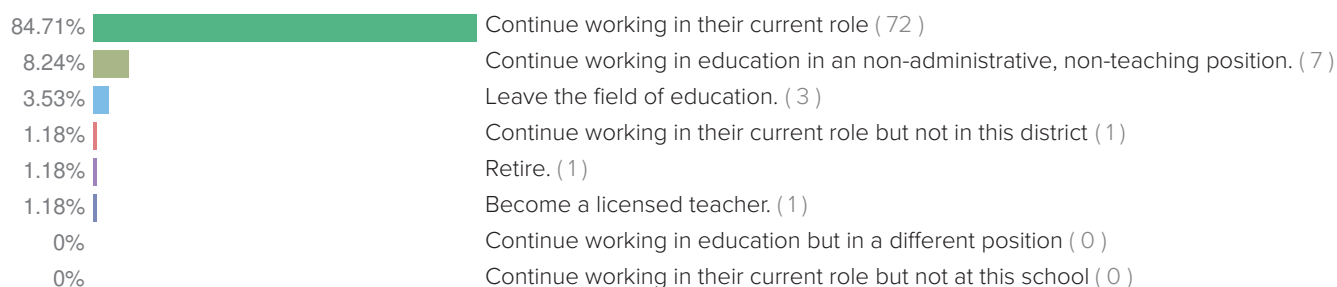 84.71% Continue working in their current role ( 72 )
8.24% Continue working in education in an non-administrative, non-teaching position. ( 7 )
3.53% Leave the field of education. ( 3 )
1.18% Continue working in their current role but not in this district ( 1 )
1.18% Retire. ( 1 )
1.18% Become a licensed teacher. ( 1 )
0% Continue working in education but in a different position ( 0 )
0% Continue working in their current role but not at this school ( 0 )